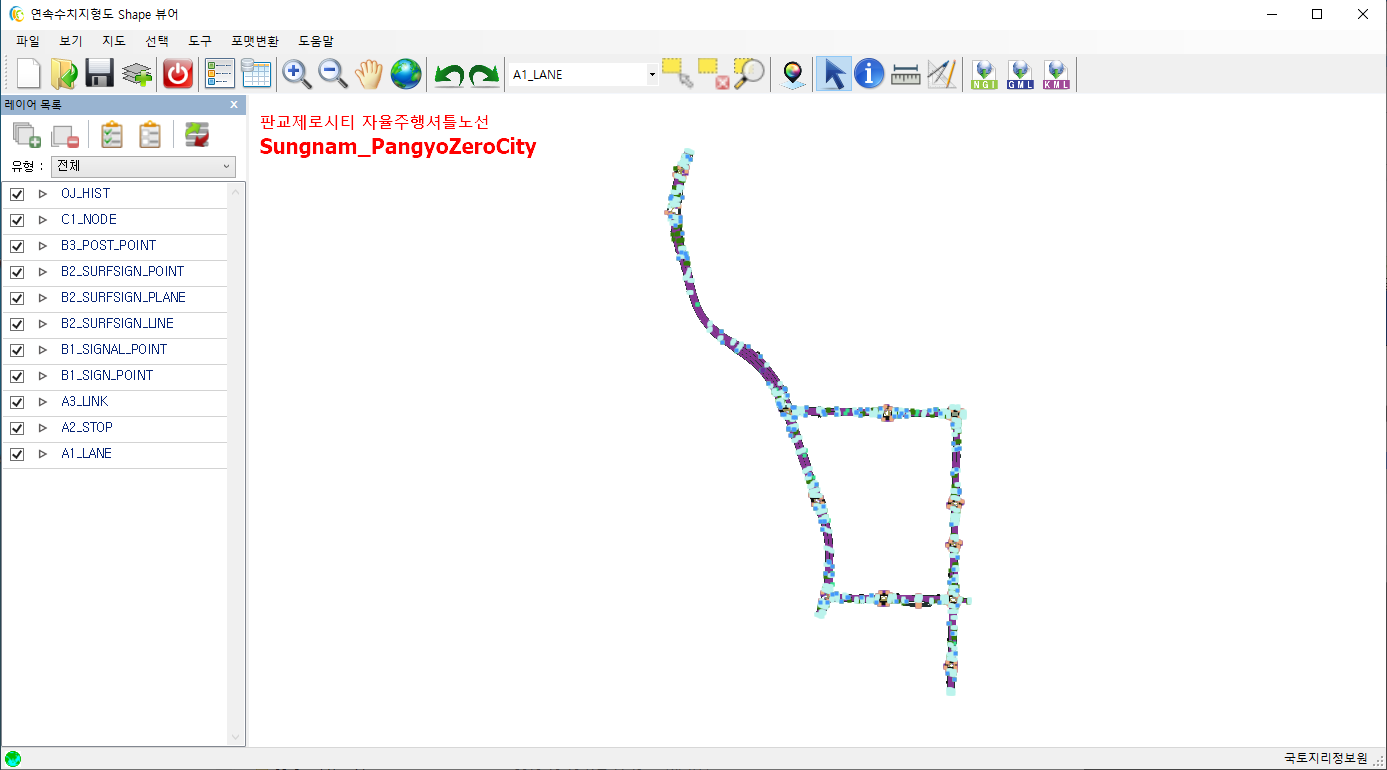 연속수치지형도 Shape 뷰어
파일 보기 지도 선택 도구 포맷변환 도움말
A1_LANE
NGI GML KML
레이어 목록
유형 : 전체
OJ_HIST
C1_NODE
B3_POST_POINT
B2_SURFSIGN_POINT
B2_SURFSIGN_PLANE
B2_SURFSIGN_LINE
B1_SIGNAL_POINT
B1_SIGN_POINT
A3_LINK
A2_STOP
A1_LANE
판교제로시티 자율주행셔틀노선
Sungnam_PangyoZeroCity
국토지리정보원